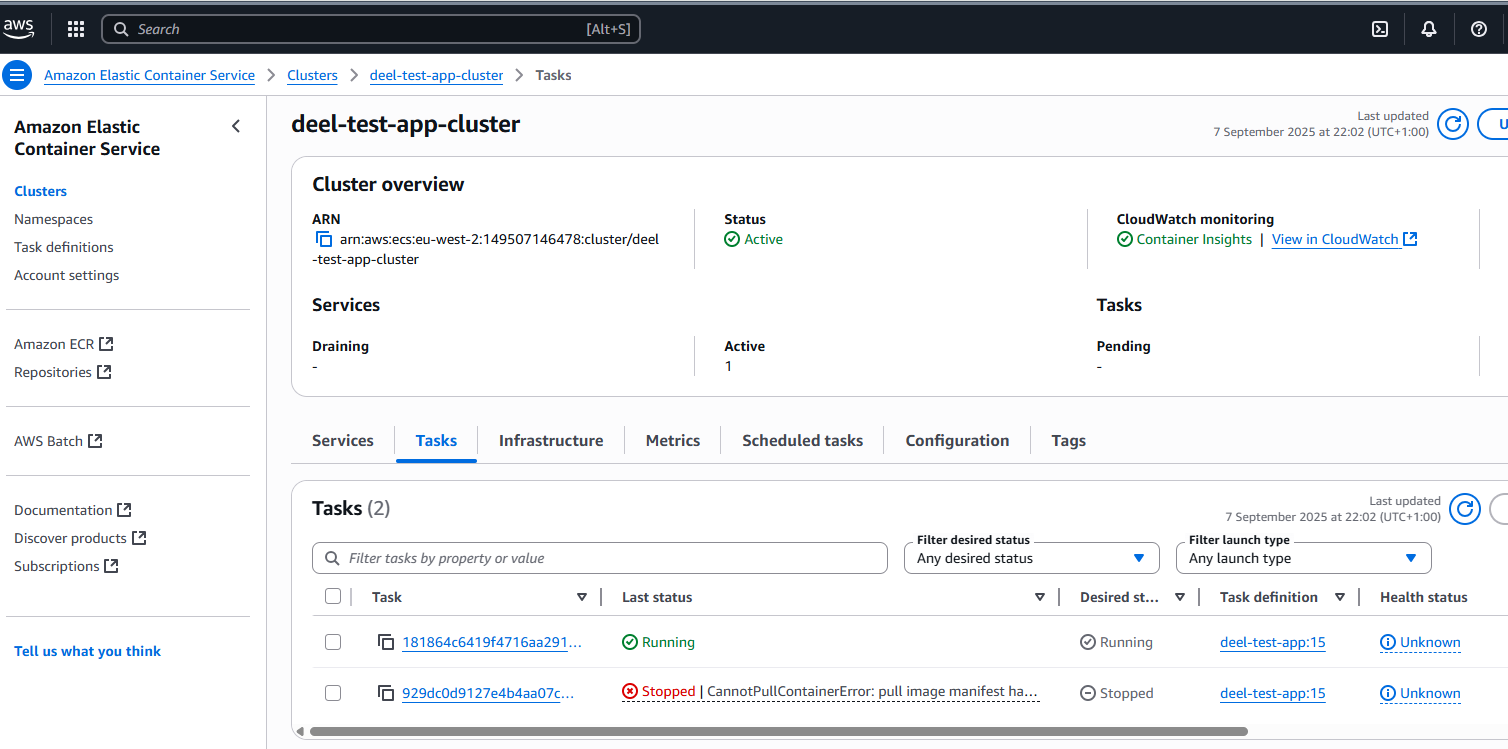 aws
Search
[Alt+S]
Amazon Elastic Container Service > Clusters > deel-test-app-cluster > Tasks
Amazon Elastic
Container Service
Clusters
Namespaces
Task definitions
Account settings
Amazon ECR
Repositories
AWS Batch
Documentation
Discover products
Subscriptions
Tell us what you think
deel-test-app-cluster
Last updated
7 September 2025 at 22:02 (UTC+1:00)
U
Cluster overview
ARN
arn:aws:ecs:eu-west-2:149507146478:cluster/deel
-test-app-cluster
Status
Active
CloudWatch monitoring
Container Insights | View in CloudWatch
Services
Tasks
Draining
-
Active
1
Pending
-
Services
Tasks
Infrastructure
Metrics
Scheduled tasks
Configuration
Tags
Tasks (2)
Last updated
7 September 2025 at 22:02 (UTC+1:00)
Filter tasks by property or value
Filter desired status
Any desired status
Filter launch type
Any launch type
Task Last status Desired st... Task definition Health status
181864c6419f4716aa291... Running Running deel-test-app:15 Unknown
929dc0d9127e4b4aa07c... Stopped | CannotPullContainerError: pull image manifest ha... Stopped deel-test-app:15 Unknown